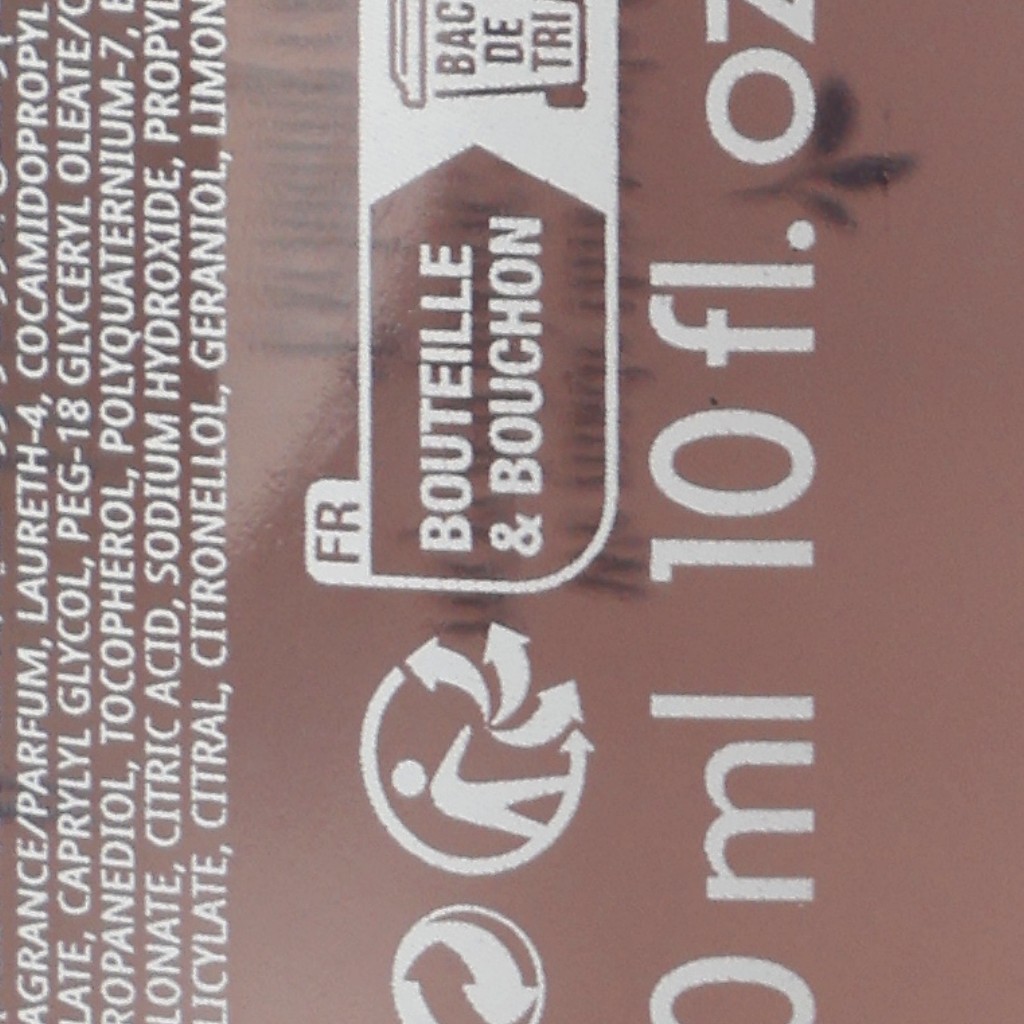 AGRANCE/PARFUM, LAURETH-4, COCAMIDOPROPYL
LATE, CAPRYLYL GLYCOL, PEG-18 GLYCERYL OLEATE/C
ROPANEDIOL, TOCOPHEROL, POLYQUATERNIUM-7, B
LONATE, CITRIC ACID, SODIUM HYDROXIDE, PROPYL
LICYLATE, CITRAL, CITRONELLOL, GERANIOL, LIMON
FR
BOUTEILLE
& BOUCHON
BAC
DE
TRI
0 ml 10 fl. oz